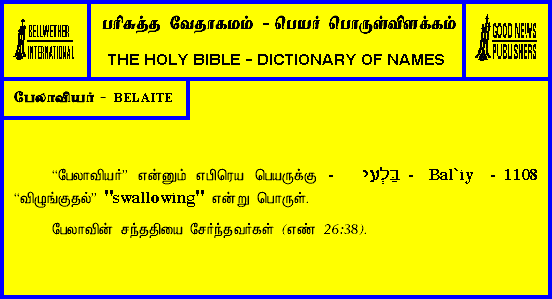 BELLWETHER
INTERNATIONAL
பரிசுத்த வேதாகமம் - பெயர் பொருள்விளக்கம்
THE HOLY BIBLE - DICTIONARY OF NAMES
GOOD NEWS
PUBLISHERS
பேலாவியர் - BELAITE
“பேலாவியர்” என்னும் எபிரெய பெயருக்கு - בַּלְעִי - Bal`iy - 1108
“விழுங்குதல்” "swallowing" என்று பொருள்.
பேலாவின் சந்ததியை சேர்ந்தவர்கள் (எண் 26:38).